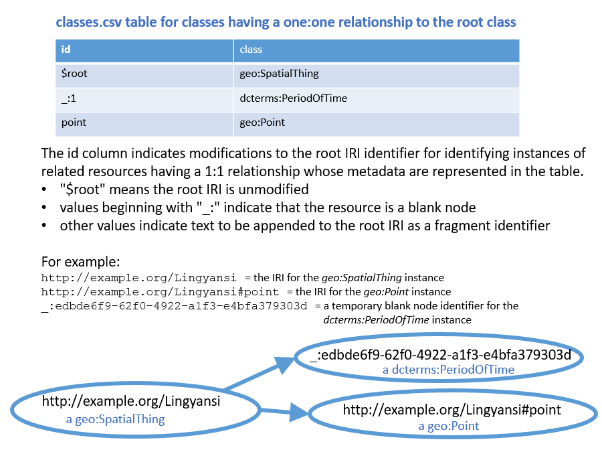 classes.csv table for classes having a one:one relationship to the root class
id class
$root geo:SpatialThing
_:1 dcterms:PeriodOfTime
point geo:Point
The id column indicates modifications to the root IRI identifier for identifying instances of
related resources having a 1:1 relationship whose metadata are represented in the table.
• "$root" means the root IRI is unmodified
• values beginning with "_:" indicate that the resource is a blank node
• other values indicate text to be appended to the root IRI as a fragment identifier
For example:
http://example.org/Lingyansi = the IRI for the geo:SpatialThing instance
http://example.org/Lingyansi#point = the IRI for the geo:Point instance
_:edbde6f9-62f0-4922-a1f3-e4bfa379303d = a temporary blank node identifier for the
dcterms:PeriodOfTime instance
_:edbde6f9-62f0-4922-a1f3-e4bfa379303d
a dcterms:PeriodOfTime
http://example.org/Lingyansi
a geo:SpatialThing
http://example.org/Lingyansi#point
a geo:Point